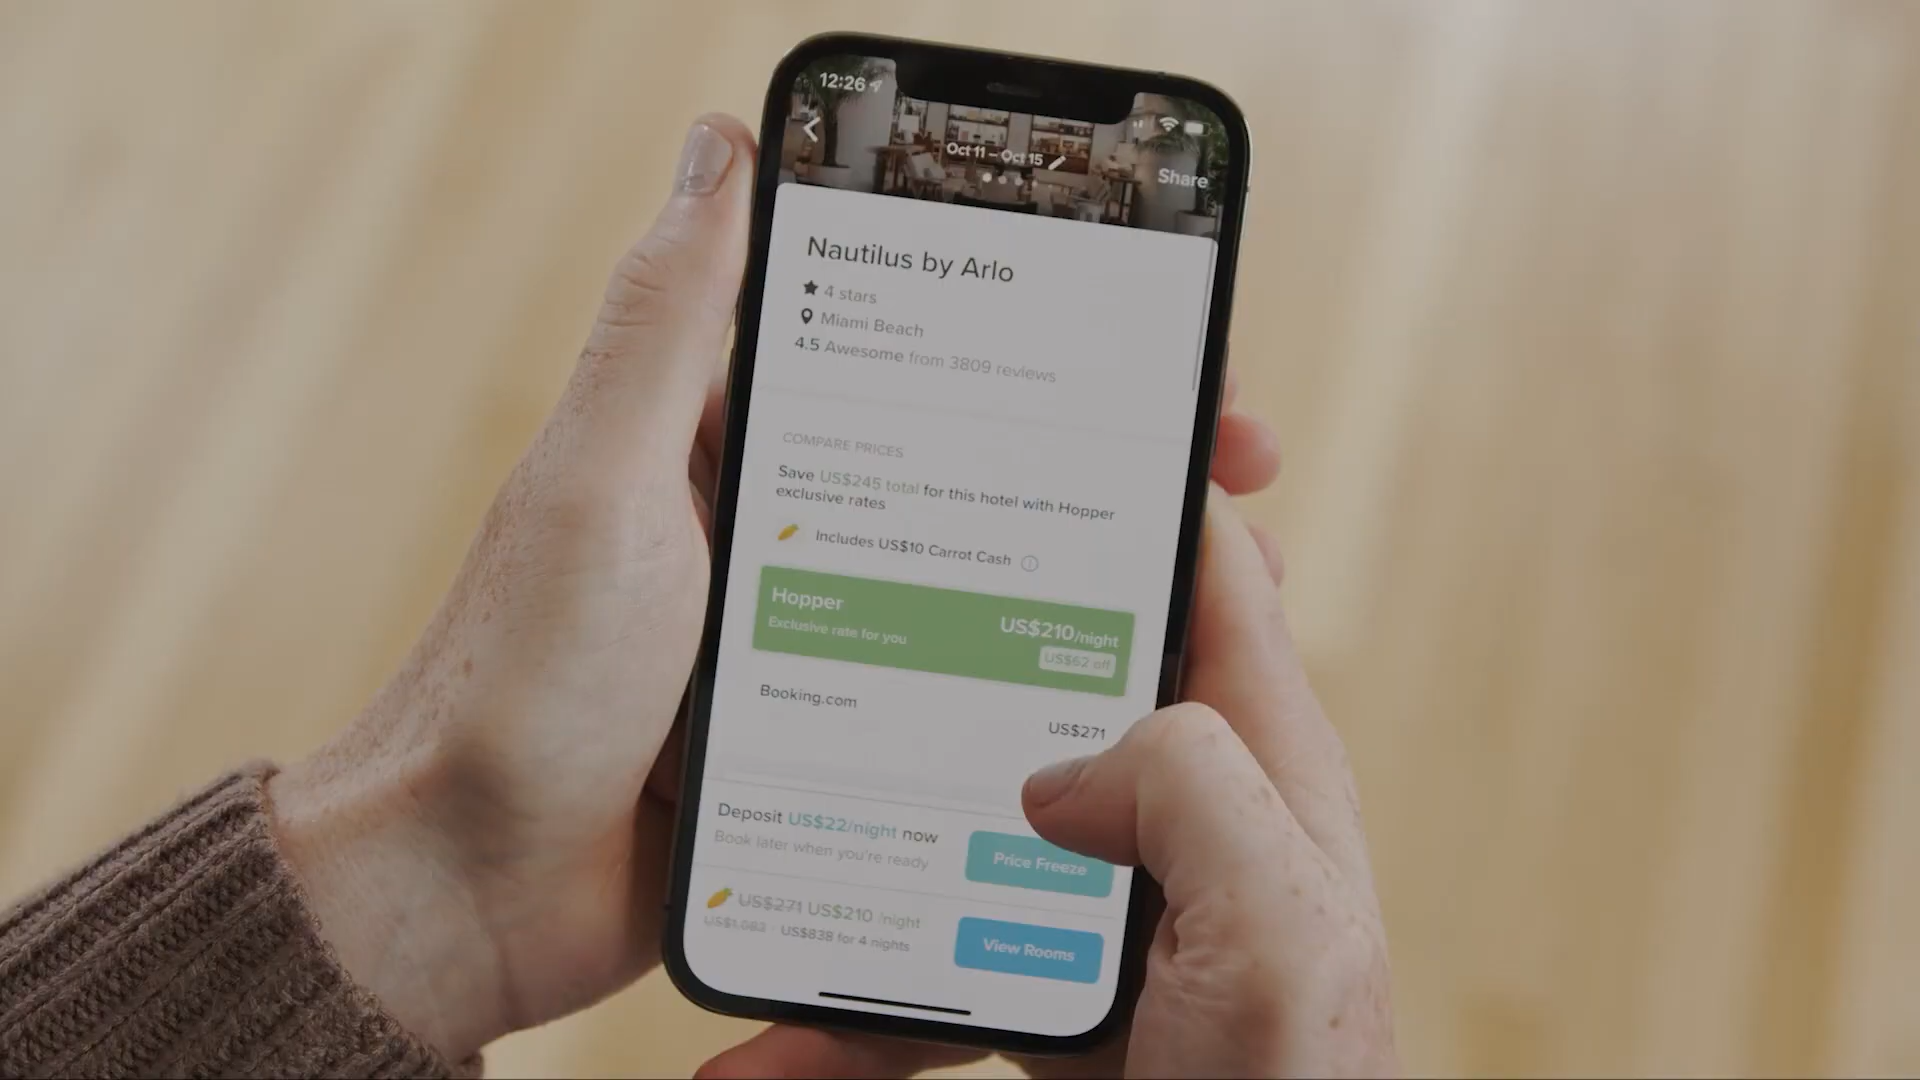 12:26
Oct 11 – Oct 15
Share
Nautilus by Arlo
4 stars
Miami Beach
4.5 Awesome from 3809 reviews
COMPARE PRICES
Save US$245 total for this hotel with Hopper
exclusive rates
Includes US$10 Carrot Cash
Hopper
US$210/night
Exclusive rate for you
US$62 off
Booking.com
US$271
Deposit US$22/night now
Book later when you're ready
Price Freeze
US$271 US$210 /night
US$1,083 · US$838 for 4 nights
View Rooms